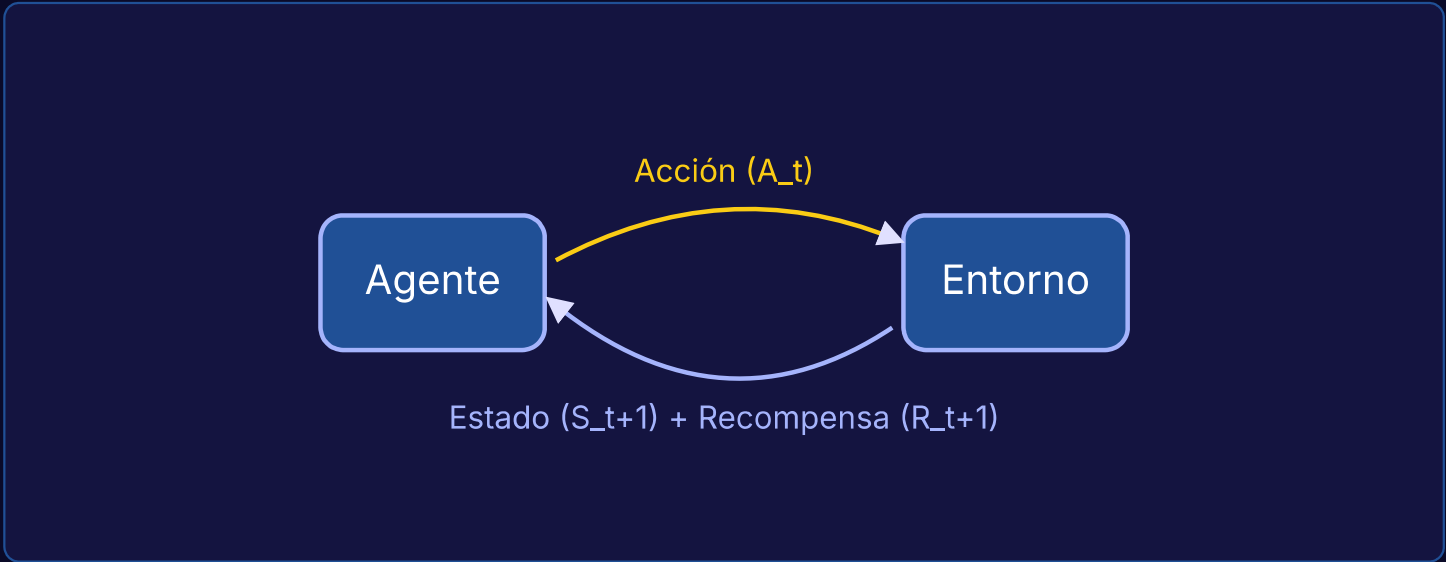 Acción (A_t)
Agente
Entorno
Estado (S_t+1) + Recompensa (R_t+1)